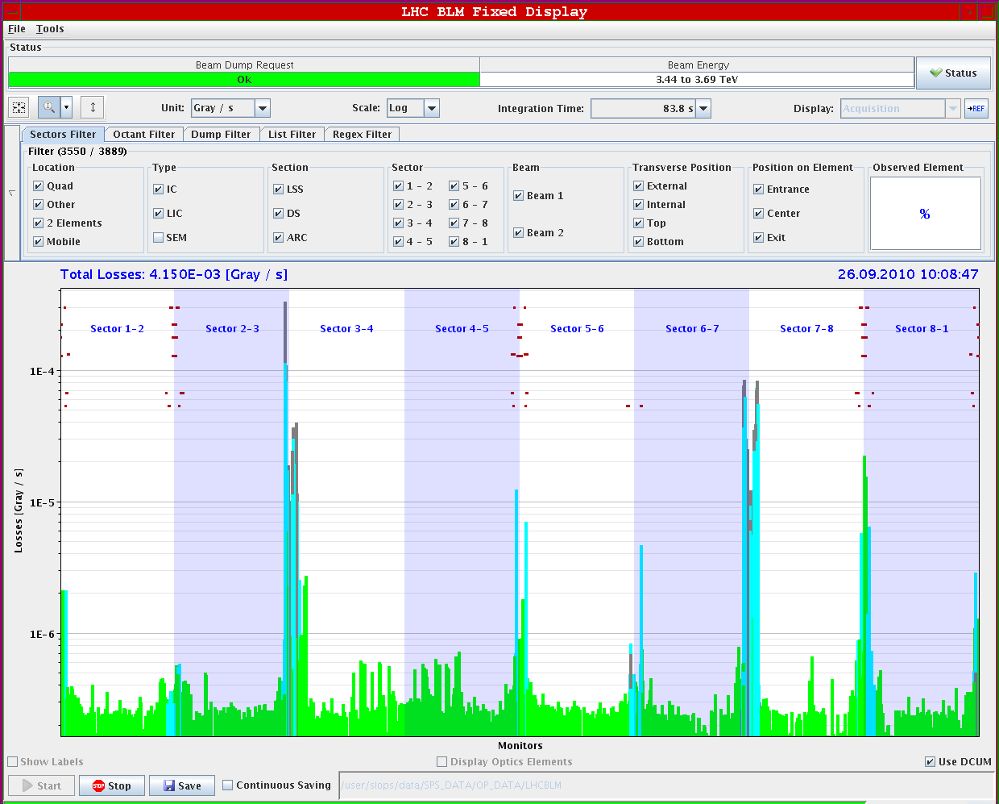 LHC BLM Fixed Display
File Tools
Status
Beam Dump Request Beam Energy
Ok 3.44 to 3.69 TeV Status
Unit: Gray / s Scale: Log Integration Time: 83.8 s Display: Acquisition →REF
Sectors Filter Octant Filter Dump Filter List Filter Regex Filter
Filter (3550 / 3889)
Location Type Section Sector Beam Transverse Position Position on Element Observed Element
Quad IC LSS 1 - 2 5 - 6 Beam 1 External Entrance
Other LIC DS 2 - 3 6 - 7 Internal Center %
2 Elements SEM ARC 3 - 4 7 - 8 Beam 2 Top Exit
Mobile 4 - 5 8 - 1 Bottom
Total Losses: 4.150E-03 [Gray / s] 26.09.2010 10:08:47
Sector 1-2 Sector 2-3 Sector 3-4 Sector 4-5 Sector 5-6 Sector 6-7 Sector 7-8 Sector 8-1
1E-4
1E-5
1E-6
Losses [Gray / s]
Monitors
Show Labels Display Optics Elements Use DCUM
Start STOP Stop Save Continuous Saving /user/slops/data/SPS_DATA/OP_DATA/LHCBLM